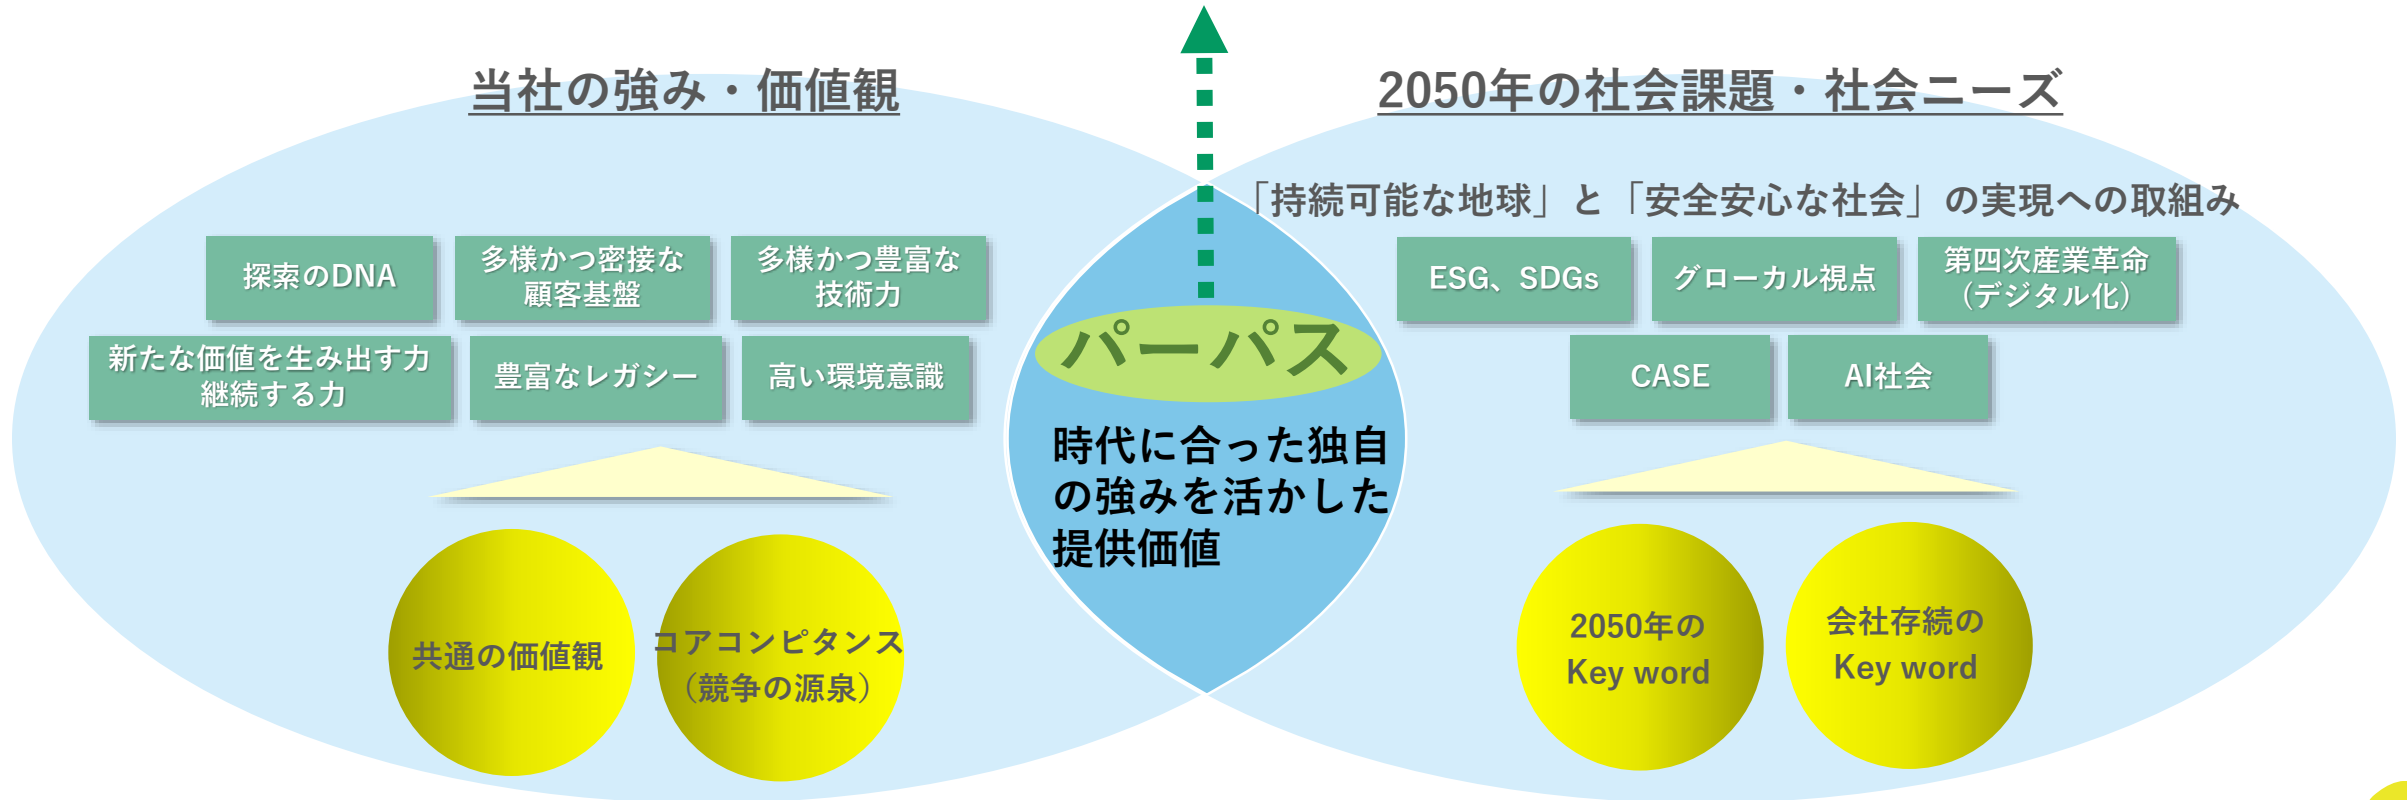 当社の強み・価値観
探索のDNA
多様かつ密接な
顧客基盤
多様かつ豊富な
技術力
新たな価値を生み出す力
継続する力
豊富なレガシー
高い環境意識
共通の価値観
コアコンピタンス
（競争の源泉）
パーパス
時代に合った独自
の強みを活かした
提供価値
2050年の社会課題・社会ニーズ
「持続可能な地球」と「安全安心な社会」の実現への取組み
ESG、SDGs
グローカル視点
第四次産業革命
（デジタル化）
CASE
AI社会
2050年の
Key word
会社存続の
Key word